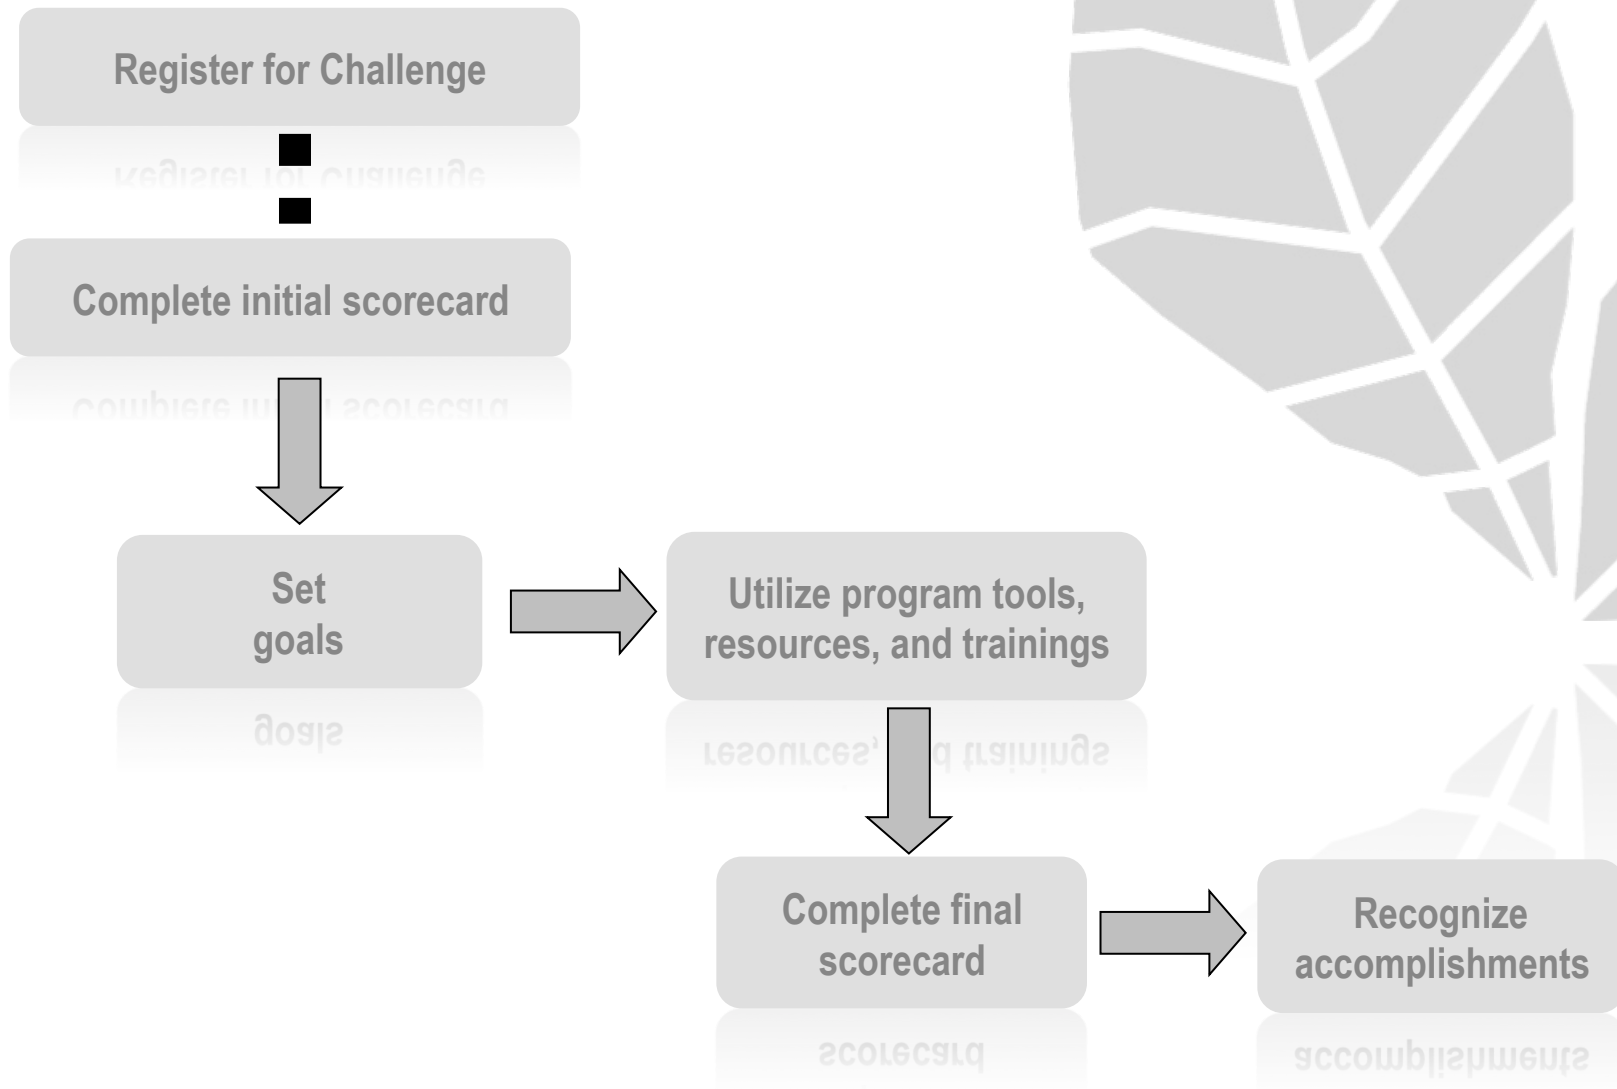 Register for Challenge
Complete initial scorecard
Set
goals
Utilize program tools,
resources, and trainings
Complete final
scorecard
Recognize
accomplishments